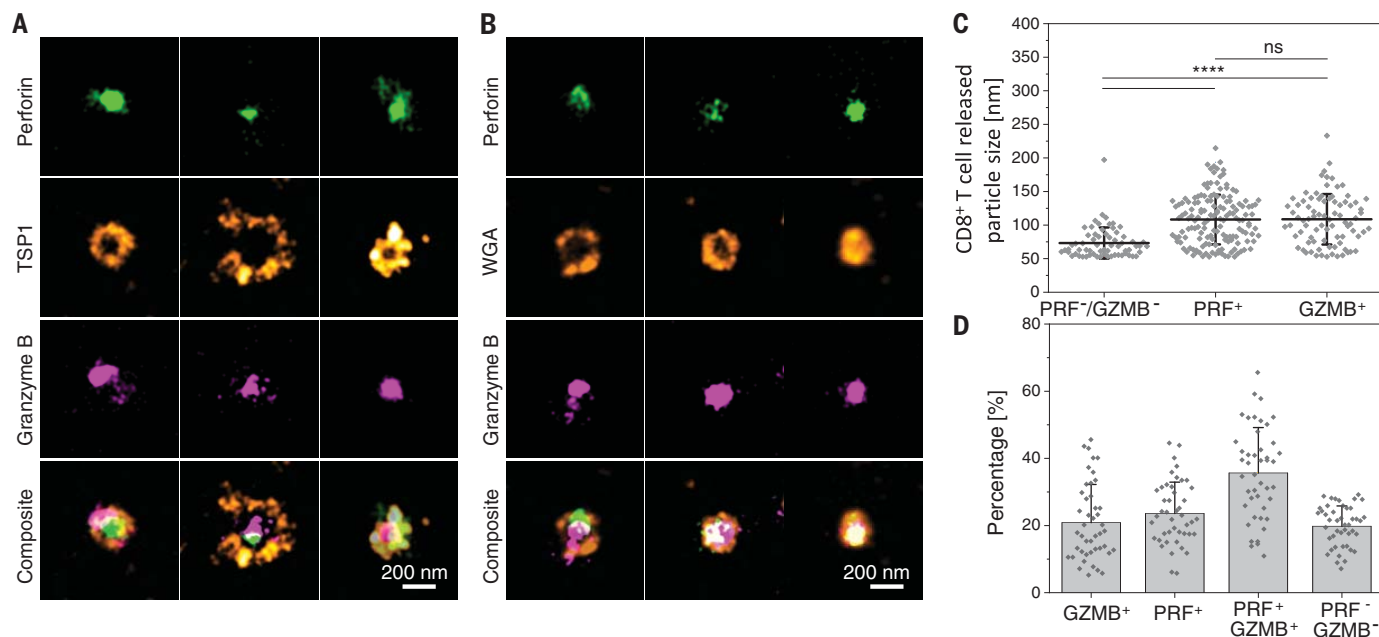 A
Perforin
TSP1
Granzyme B
Composite
200 nm
B
Perforin
WGA
Granzyme B
Composite
200 nm
C
CD8⁺ T cell released
particle size [nm]
400
350
300
250
200
150
100
50
0
ns
****
PRF⁻/GZMB⁻
PRF⁺
GZMB⁺
D
Percentage [%]
80
60
40
20
0
GZMB⁺
PRF⁺
PRF⁺
GZMB⁺
PRF⁻
GZMB⁻